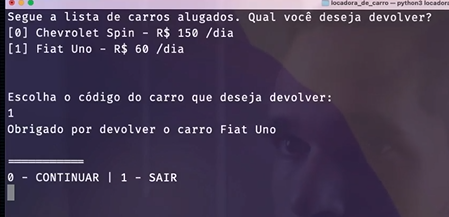 locadora_de_carro — python3 locador
Segue a lista de carros alugados. Qual você deseja devolver?
[0] Chevrolet Spin - R$ 150 /dia
[1] Fiat Uno - R$ 60 /dia
Escolha o código do carro que deseja devolver:
1
Obrigado por devolver o carro Fiat Uno
==============
0 - CONTINUAR | 1 - SAIR